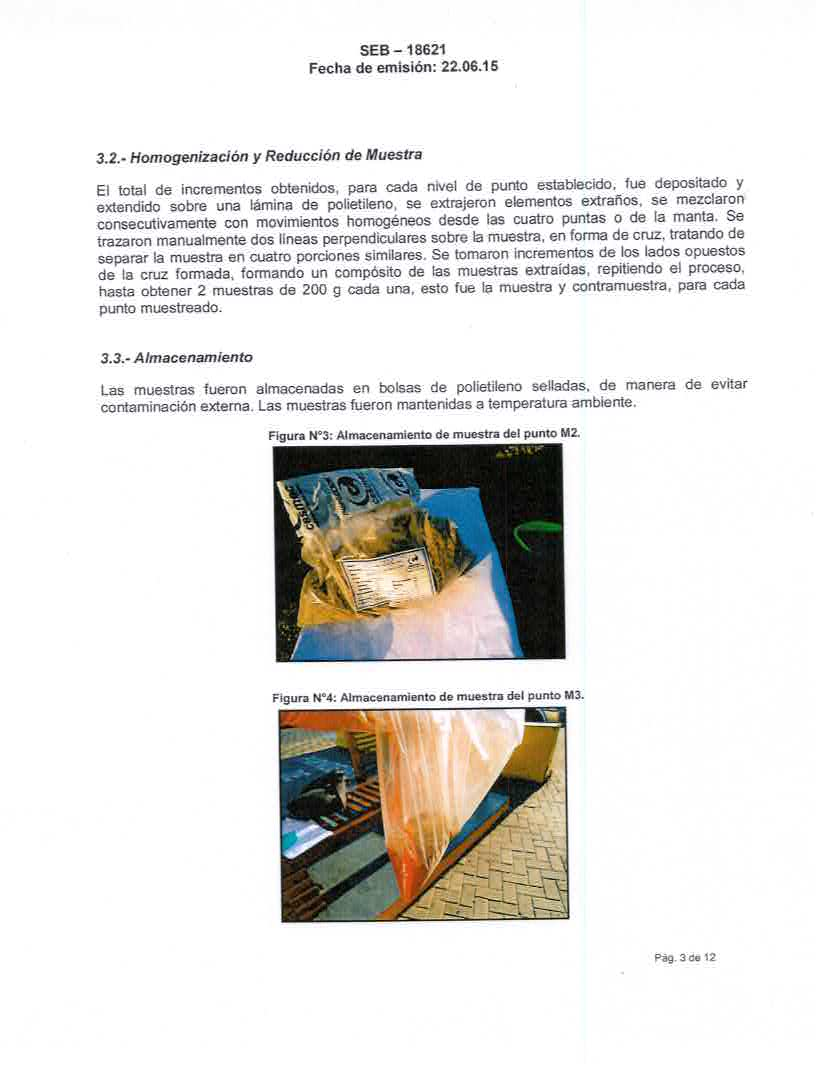 SEB – 18621
Fecha de emisión: 22.06.15
3.2.- Homogenización y Reducción de Muestra
El total de incrementos obtenidos, para cada nivel de punto establecido, fue depositado y
extendido sobre una lámina de polietileno, se extrajeron elementos extraños, se mezclaron
consecutivamente con movimientos homogéneos desde las cuatro puntas o de la manta. Se
trazaron manualmente dos líneas perpendiculares sobre la muestra, en forma de cruz, tratando de
separar la muestra en cuatro porciones similares. Se tomaron incrementos de los lados opuestos
de la cruz formada, formando un compósito de las muestras extraídas, repitiendo el proceso,
hasta obtener 2 muestras de 200 g cada una, esto fue la muestra y contramuestra, para cada
punto muestreado.
3.3.- Almacenamiento
Las muestras fueron almacenadas en bolsas de polietileno selladas, de manera de evitar
contaminación externa. Las muestras fueron mantenidas a temperatura ambiente.
Figura N°3: Almacenamiento de muestra del punto M2.
cesmec
Figura N°4: Almacenamiento de muestra del punto M3.
Pág. 3 de 12